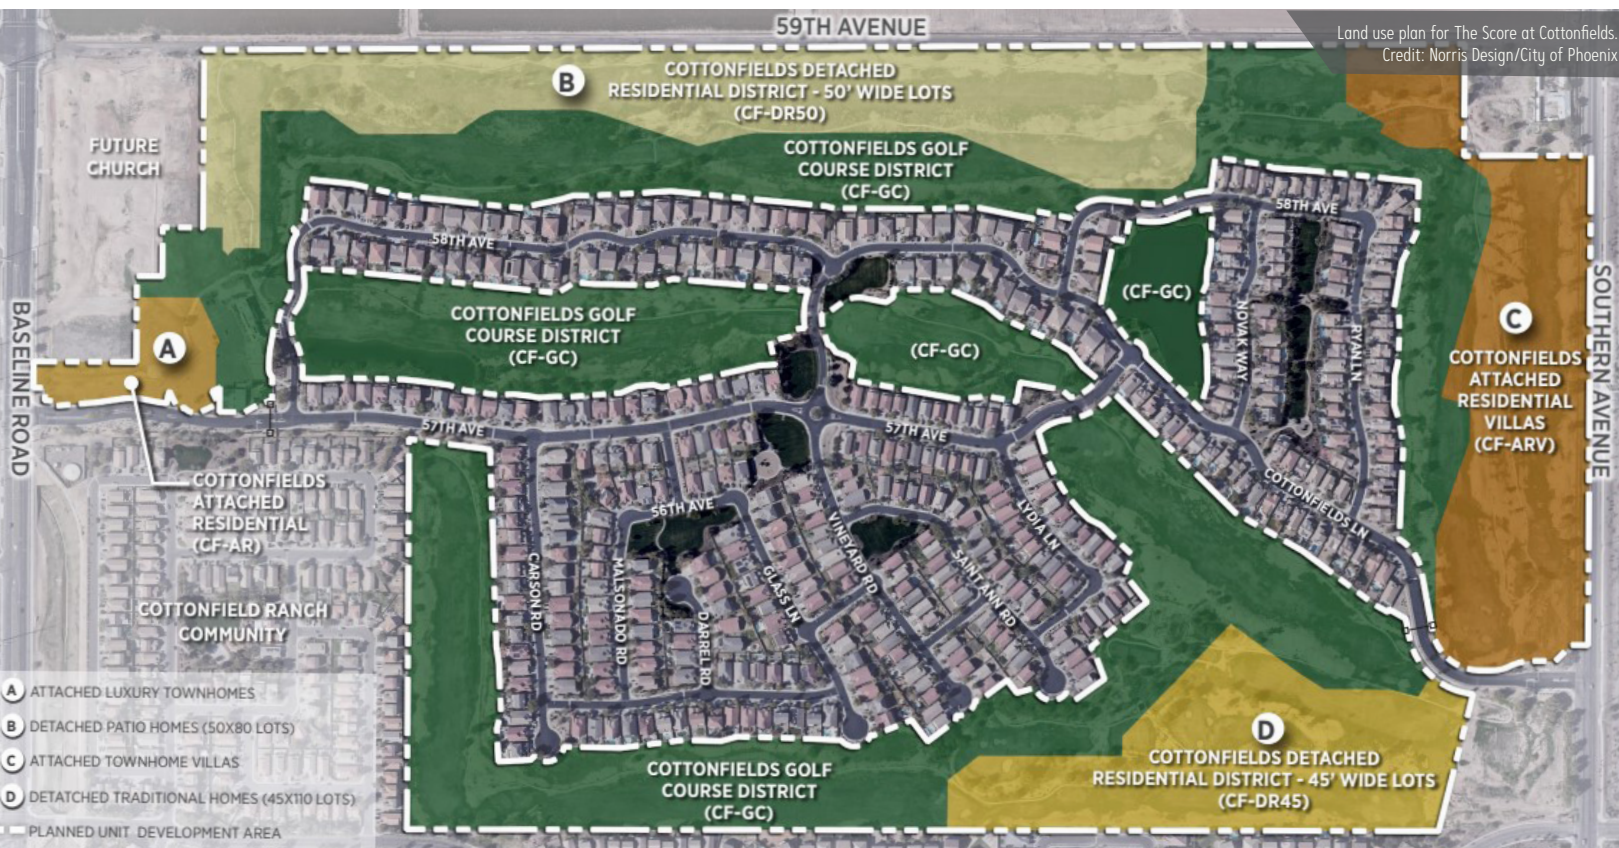 59TH AVENUE
Land use plan for The Score at Cottonfields.
Credit: Norris Design/City of Phoenix
B
COTTONFIELDS DETACHED
RESIDENTIAL DISTRICT - 50' WIDE LOTS
(CF-DR50)
FUTURE
CHURCH
COTTONFIELDS GOLF
COURSE DISTRICT
(CF-GC)
58TH AVE
58TH AVE
COTTONFIELDS GOLF
COURSE DISTRICT
(CF-GC)
(CF-GC)
(CF-GC)
NOVAK WAY
RYAN LN
SOUTHERN AVENUE
C
COTTONFIELDS
ATTACHED
RESIDENTIAL
VILLAS
(CF-ARV)
BASELINE ROAD
A
57TH AVE
57TH AVE
COTTONFIELDS
ATTACHED
RESIDENTIAL
(CF-AR)
56TH AVE
COTTONFIELDS LN
LYDIA LN
VINEYARD RD
SAINT ANN RD
GLASS LN
CARSON RD
MALSONADO RD
DARREL RD
COTTONFIELD RANCH
COMMUNITY
A ATTACHED LUXURY TOWNHOMES
B DETACHED PATIO HOMES (50X80 LOTS)
C ATTACHED TOWNHOME VILLAS
D DETATCHED TRADITIONAL HOMES (45X110 LOTS)
PLANNED UNIT DEVELOPMENT AREA
COTTONFIELDS GOLF
COURSE DISTRICT
(CF-GC)
D
COTTONFIELDS DETACHED
RESIDENTIAL DISTRICT - 45' WIDE LOTS
(CF-DR45)